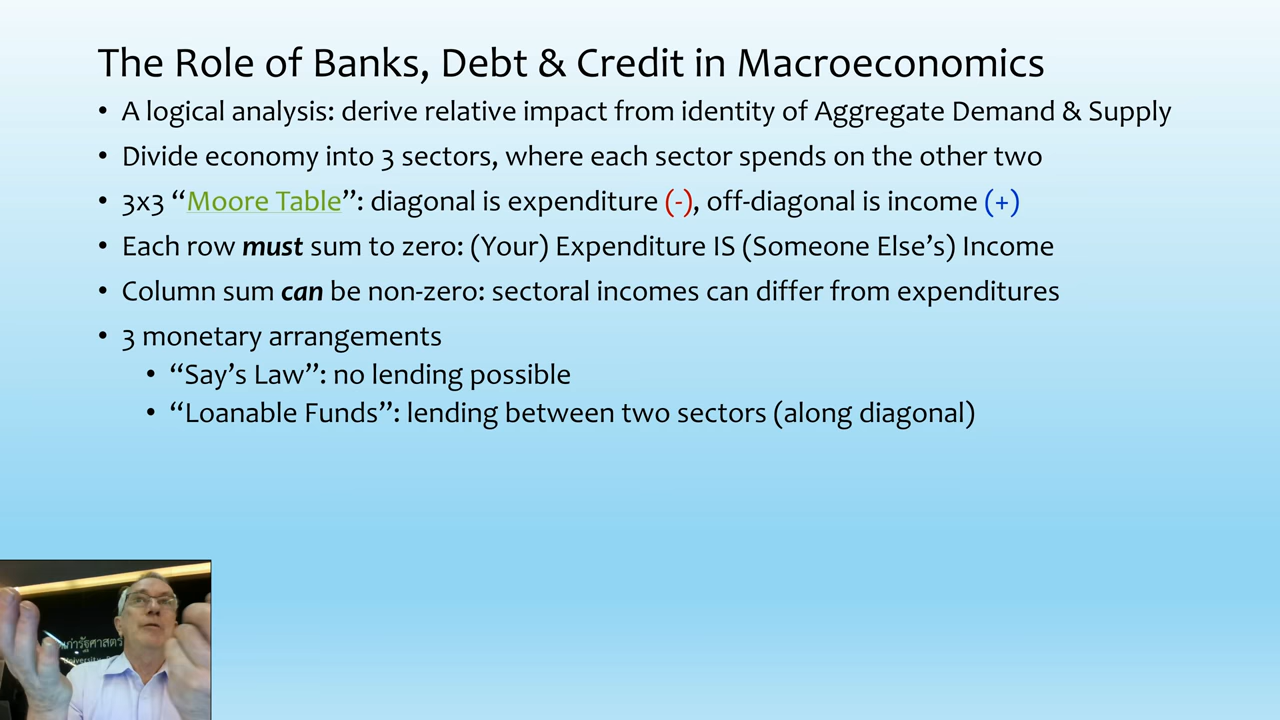 The Role of Banks, Debt & Credit in Macroeconomics
• A logical analysis: derive relative impact from identity of Aggregate Demand & Supply
• Divide economy into 3 sectors, where each sector spends on the other two
• 3x3 “Moore Table”: diagonal is expenditure (-), off-diagonal is income (+)
• Each row must sum to zero: (Your) Expenditure IS (Someone Else’s) Income
• Column sum can be non-zero: sectoral incomes can differ from expenditures
• 3 monetary arrangements
• “Say’s Law”: no lending possible
• “Loanable Funds”: lending between two sectors (along diagonal)